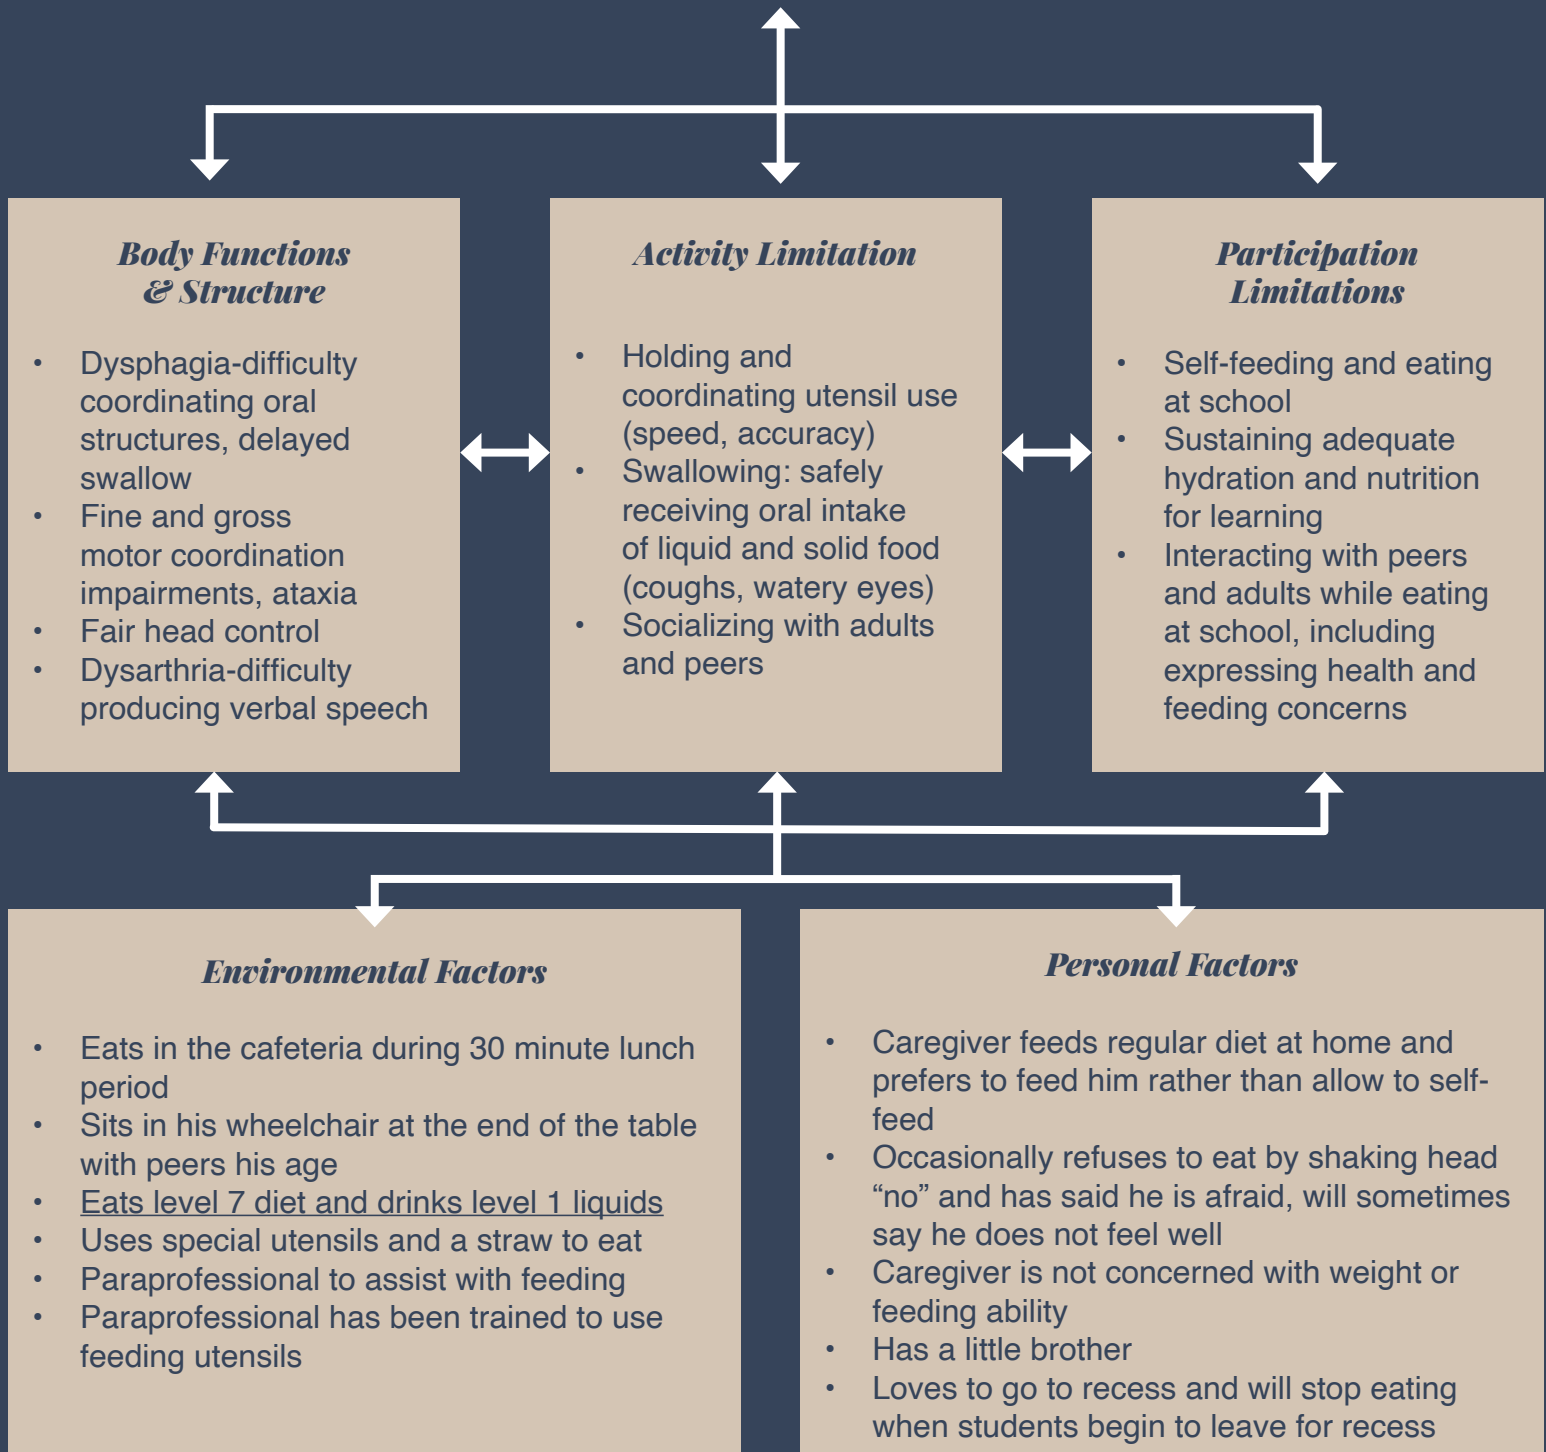 Body Functions
& Structure
• Dysphagia-difficulty
coordinating oral
structures, delayed
swallow
• Fine and gross
motor coordination
impairments, ataxia
• Fair head control
• Dysarthria-difficulty
producing verbal speech
Activity Limitation
• Holding and
coordinating utensil use
(speed, accuracy)
• Swallowing: safely
receiving oral intake
of liquid and solid food
(coughs, watery eyes)
• Socializing with adults
and peers
Participation
Limitations
• Self-feeding and eating
at school
• Sustaining adequate
hydration and nutrition
for learning
• Interacting with peers
and adults while eating
at school, including
expressing health and
feeding concerns
Environmental Factors
• Eats in the cafeteria during 30 minute lunch
period
• Sits in his wheelchair at the end of the table
with peers his age
• Eats level 7 diet and drinks level 1 liquids
• Uses special utensils and a straw to eat
• Paraprofessional to assist with feeding
• Paraprofessional has been trained to use
feeding utensils
Personal Factors
• Caregiver feeds regular diet at home and
prefers to feed him rather than allow to self-
feed
• Occasionally refuses to eat by shaking head
“no” and has said he is afraid, will sometimes
say he does not feel well
• Caregiver is not concerned with weight or
feeding ability
• Has a little brother
• Loves to go to recess and will stop eating
when students begin to leave for recess